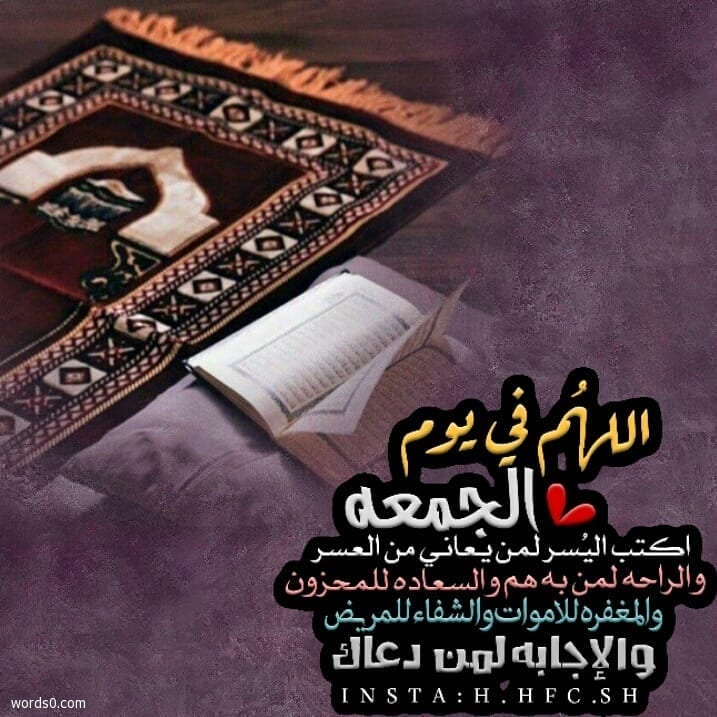 اللهُم في يوم
الجمعه
اكتب اليُسر لمن يعاني من العسر
والراحه لمن به هم والسعاده للمحزون
والمغفره للاموات والشفاء للمريض
والإجابه لمن دعاك
INSTA:H.HFC.SH
words0.com